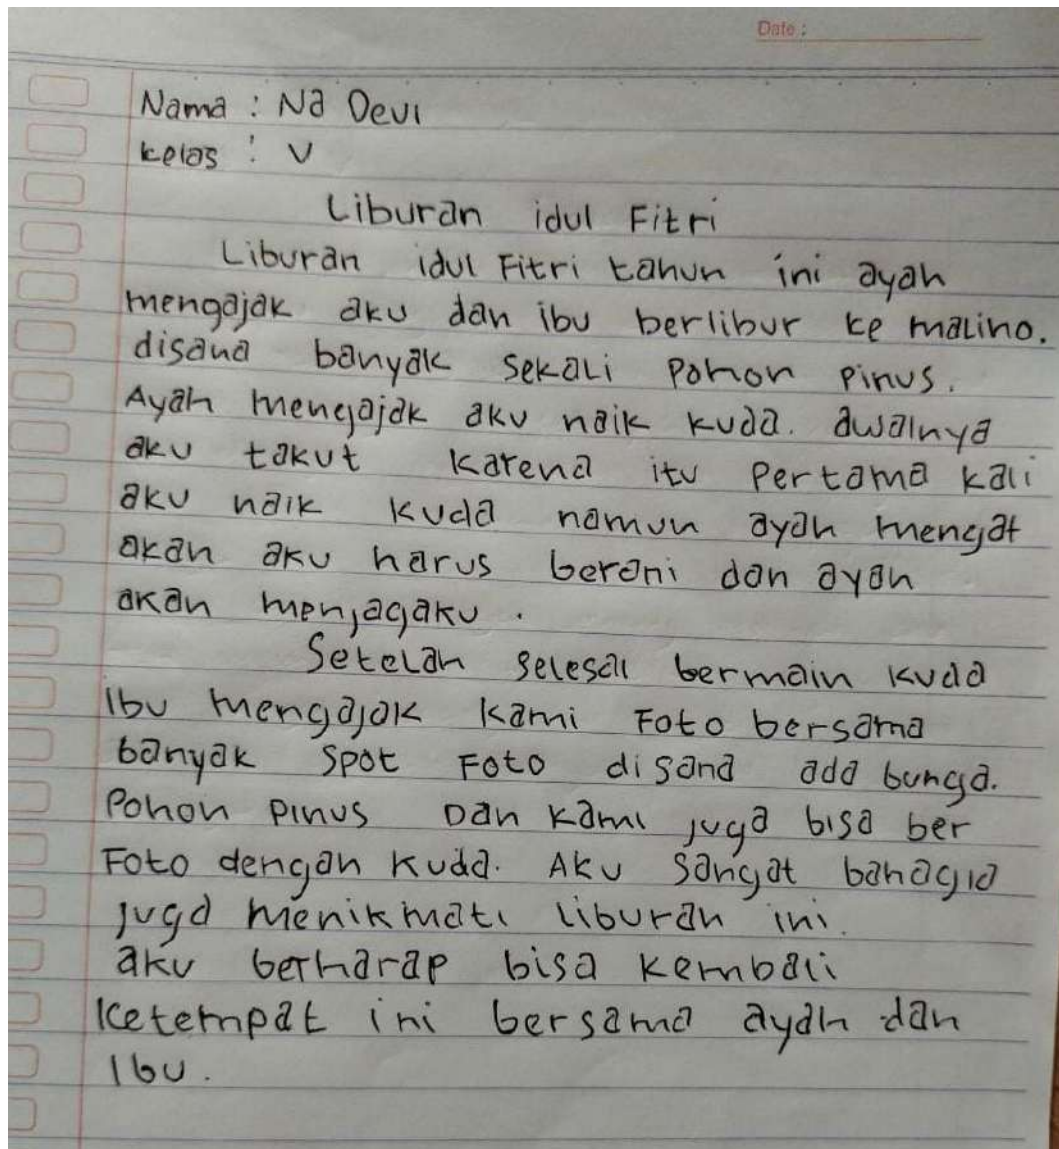 Date :
Nama : Na Devi
kelas : V
Liburan idul Fitri
Liburan idul Fitri tahun ini ayah
mengajak aku dan ibu berlibur ke malino.
disana banyak sekali pohon pinus.
Ayah mengajak aku naik kuda. awalnya
aku takut karena itu pertama kali
aku naik kuda namun ayah mengat
akan aku harus berani dan ayah
akan menjagaku .
Setelah selesai bermain kuda
ibu mengajak kami Foto bersama
banyak spot Foto disana ada bunga.
Pohon pinus Dan kami juga bisa ber
Foto dengan kuda. Aku sangat bahagia
juga menikmati liburan ini.
aku berharap bisa kembali
ketempat ini bersama ayah dan
Ibu.